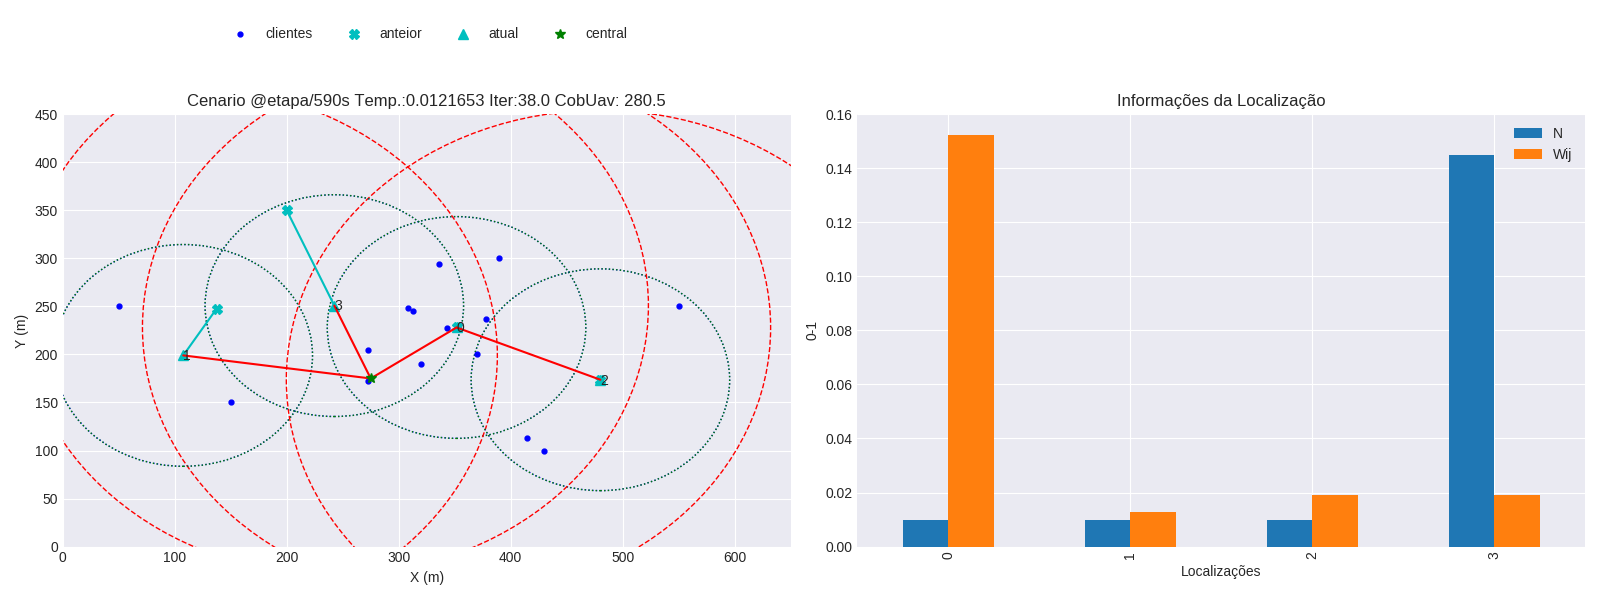 clientes anteior atual central
Cenario @etapa/590s Temp.:0.0121653 Iter:38.0 CobUav: 280.5
450
400
350
300
250
200
150
100
50
0
Y (m)
3
0
1
2
0 100 200 300 400 500 600
X (m)
Informações da Localização
N
Wij
0.16
0.14
0.12
0.10
0.08
0.06
0.04
0.02
0.00
0-1
0 1 2 3
Localizações